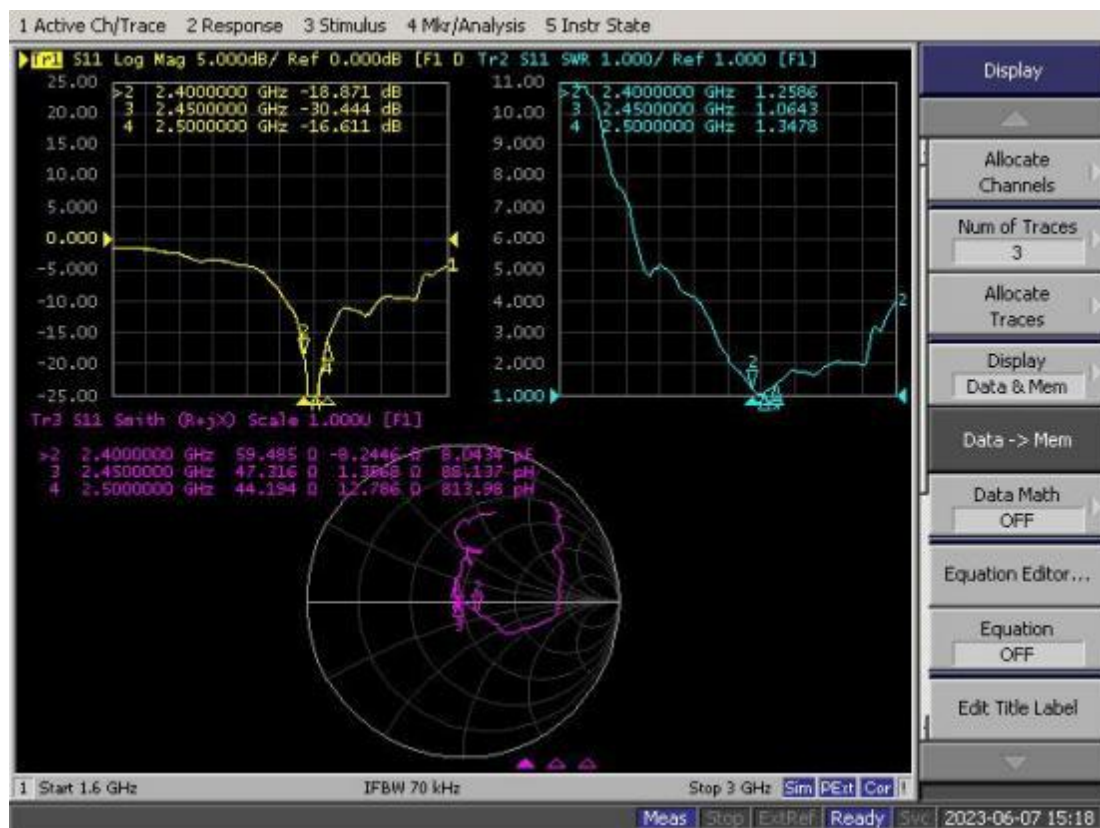 1 Active Ch/Trace 2 Response 3 Stimulus 4 Mkr/Analysis 5 Instr State
Tr1 S11 Log Mag 5.000dB/ Ref 0.000dB [F1 D
25.00
20.00
15.00
10.00
5.000
0.000
-5.000
-10.00
-15.00
-20.00
-25.00
>2 2.4000000 GHz -18.871 dB
3 2.4500000 GHz -30.444 dB
4 2.5000000 GHz -16.611 dB
2
4
1
Tr2 S11 SWR 1.000/ Ref 1.000 [F1]
11.00
10.00
9.000
8.000
7.000
6.000
5.000
4.000
3.000
2.000
1.000
>2 2.4000000 GHz 1.2586
3 2.4500000 GHz 1.0643
4 2.5000000 GHz 1.3478
2
2
Tr3 S11 Smith (R+jX) Scale 1.000U [F1]
>2 2.4000000 GHz 59.485 Ω -8.2446 Ω 8.0434 pF
3 2.4500000 GHz 47.316 Ω 1.3568 Ω 88.137 pH
4 2.5000000 GHz 44.194 Ω 12.786 Ω 813.98 pH
1 Start 1.6 GHz IFBW 70 kHz Stop 3 GHz Sim PExt Cor !
Display
Allocate
Channels
Num of Traces
3
Allocate
Traces
Display
Data & Mem
Data -> Mem
Data Math
OFF
Equation Editor...
Equation
OFF
Edit Title Label
Meas Stop ExtRef Ready Svc 2023-06-07 15:18